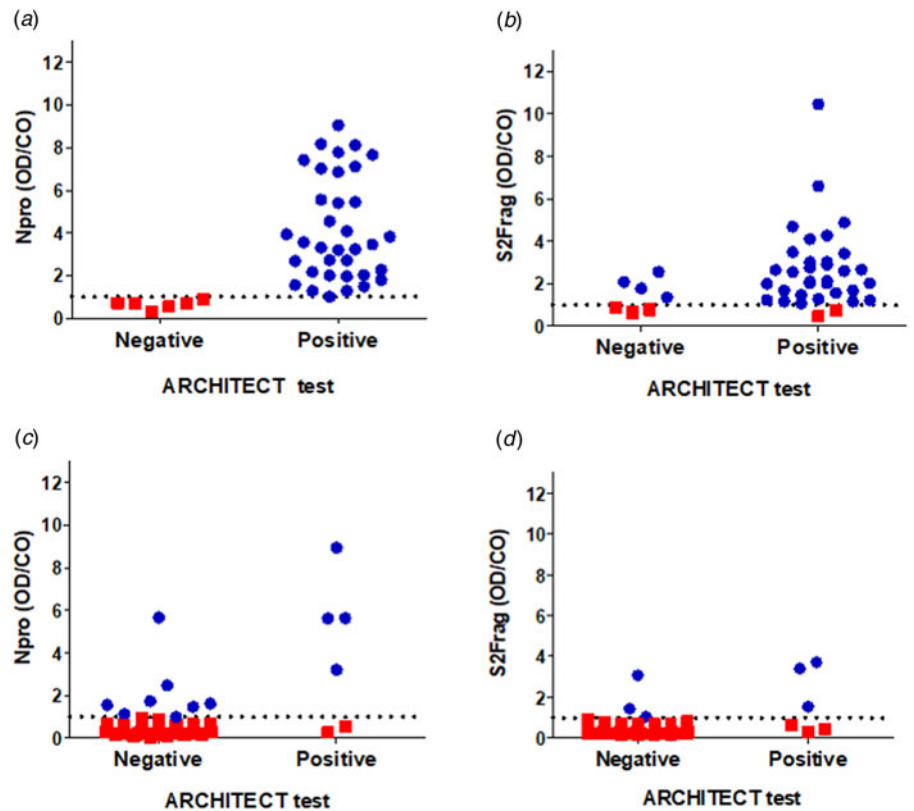 (a)
Npro (OD/CO)
12
10
8
6
4
2
0
Negative Positive
ARCHITECT test
(b)
S2Frag (OD/CO)
12
10
8
6
4
2
0
Negative Positive
ARCHITECT test
(c)
Npro (OD/CO)
12
10
8
6
4
2
0
Negative Positive
ARCHITECT test
(d)
S2Frag (OD/CO)
12
10
8
6
4
2
0
Negative Positive
ARCHITECT test